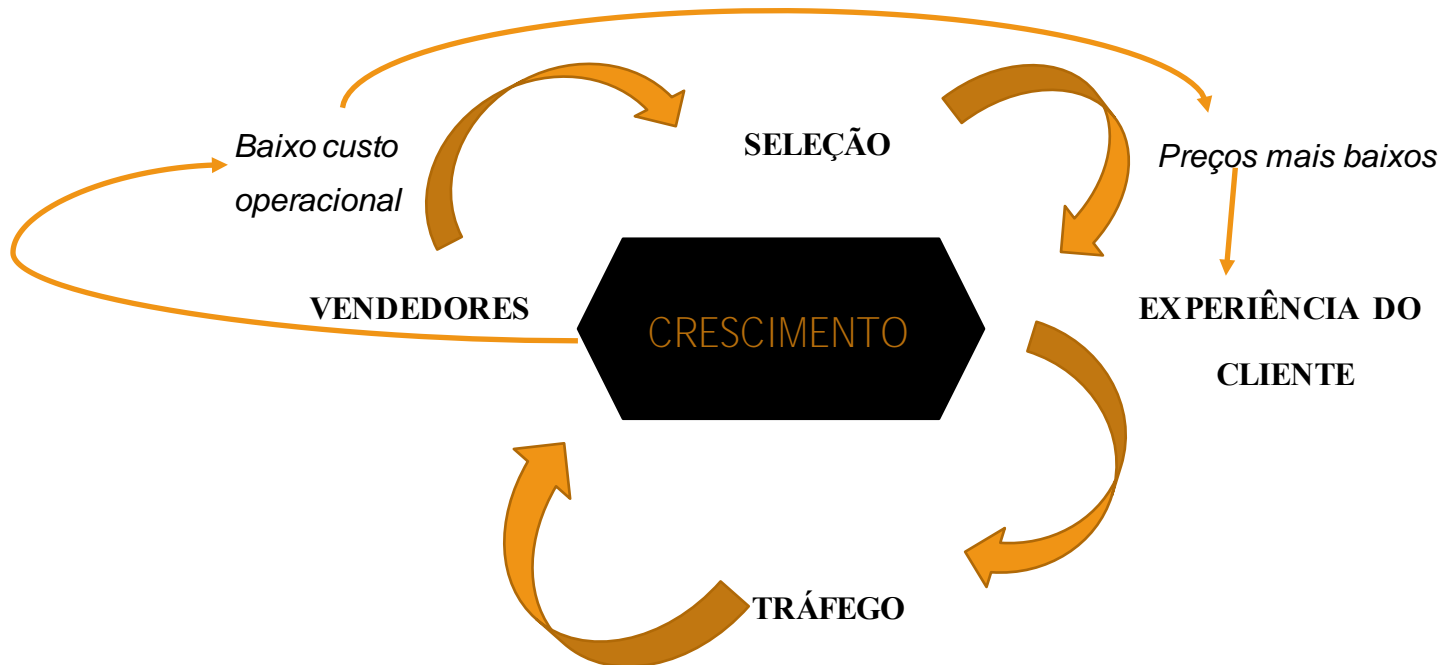 SELEÇÃO
Baixo custo
operacional
Preços mais baixos
VENDEDORES
CRESCIMENTO
EXPERIÊNCIA DO
CLIENTE
TRÁFEGO